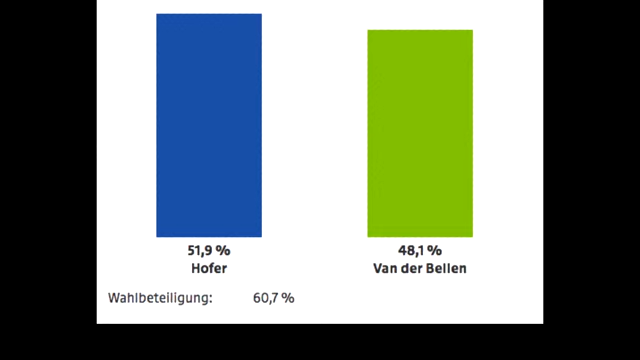 51,9 %
48,1 %
Hofer
Van der Bellen
Wahlbeteiligung: 60,7 %